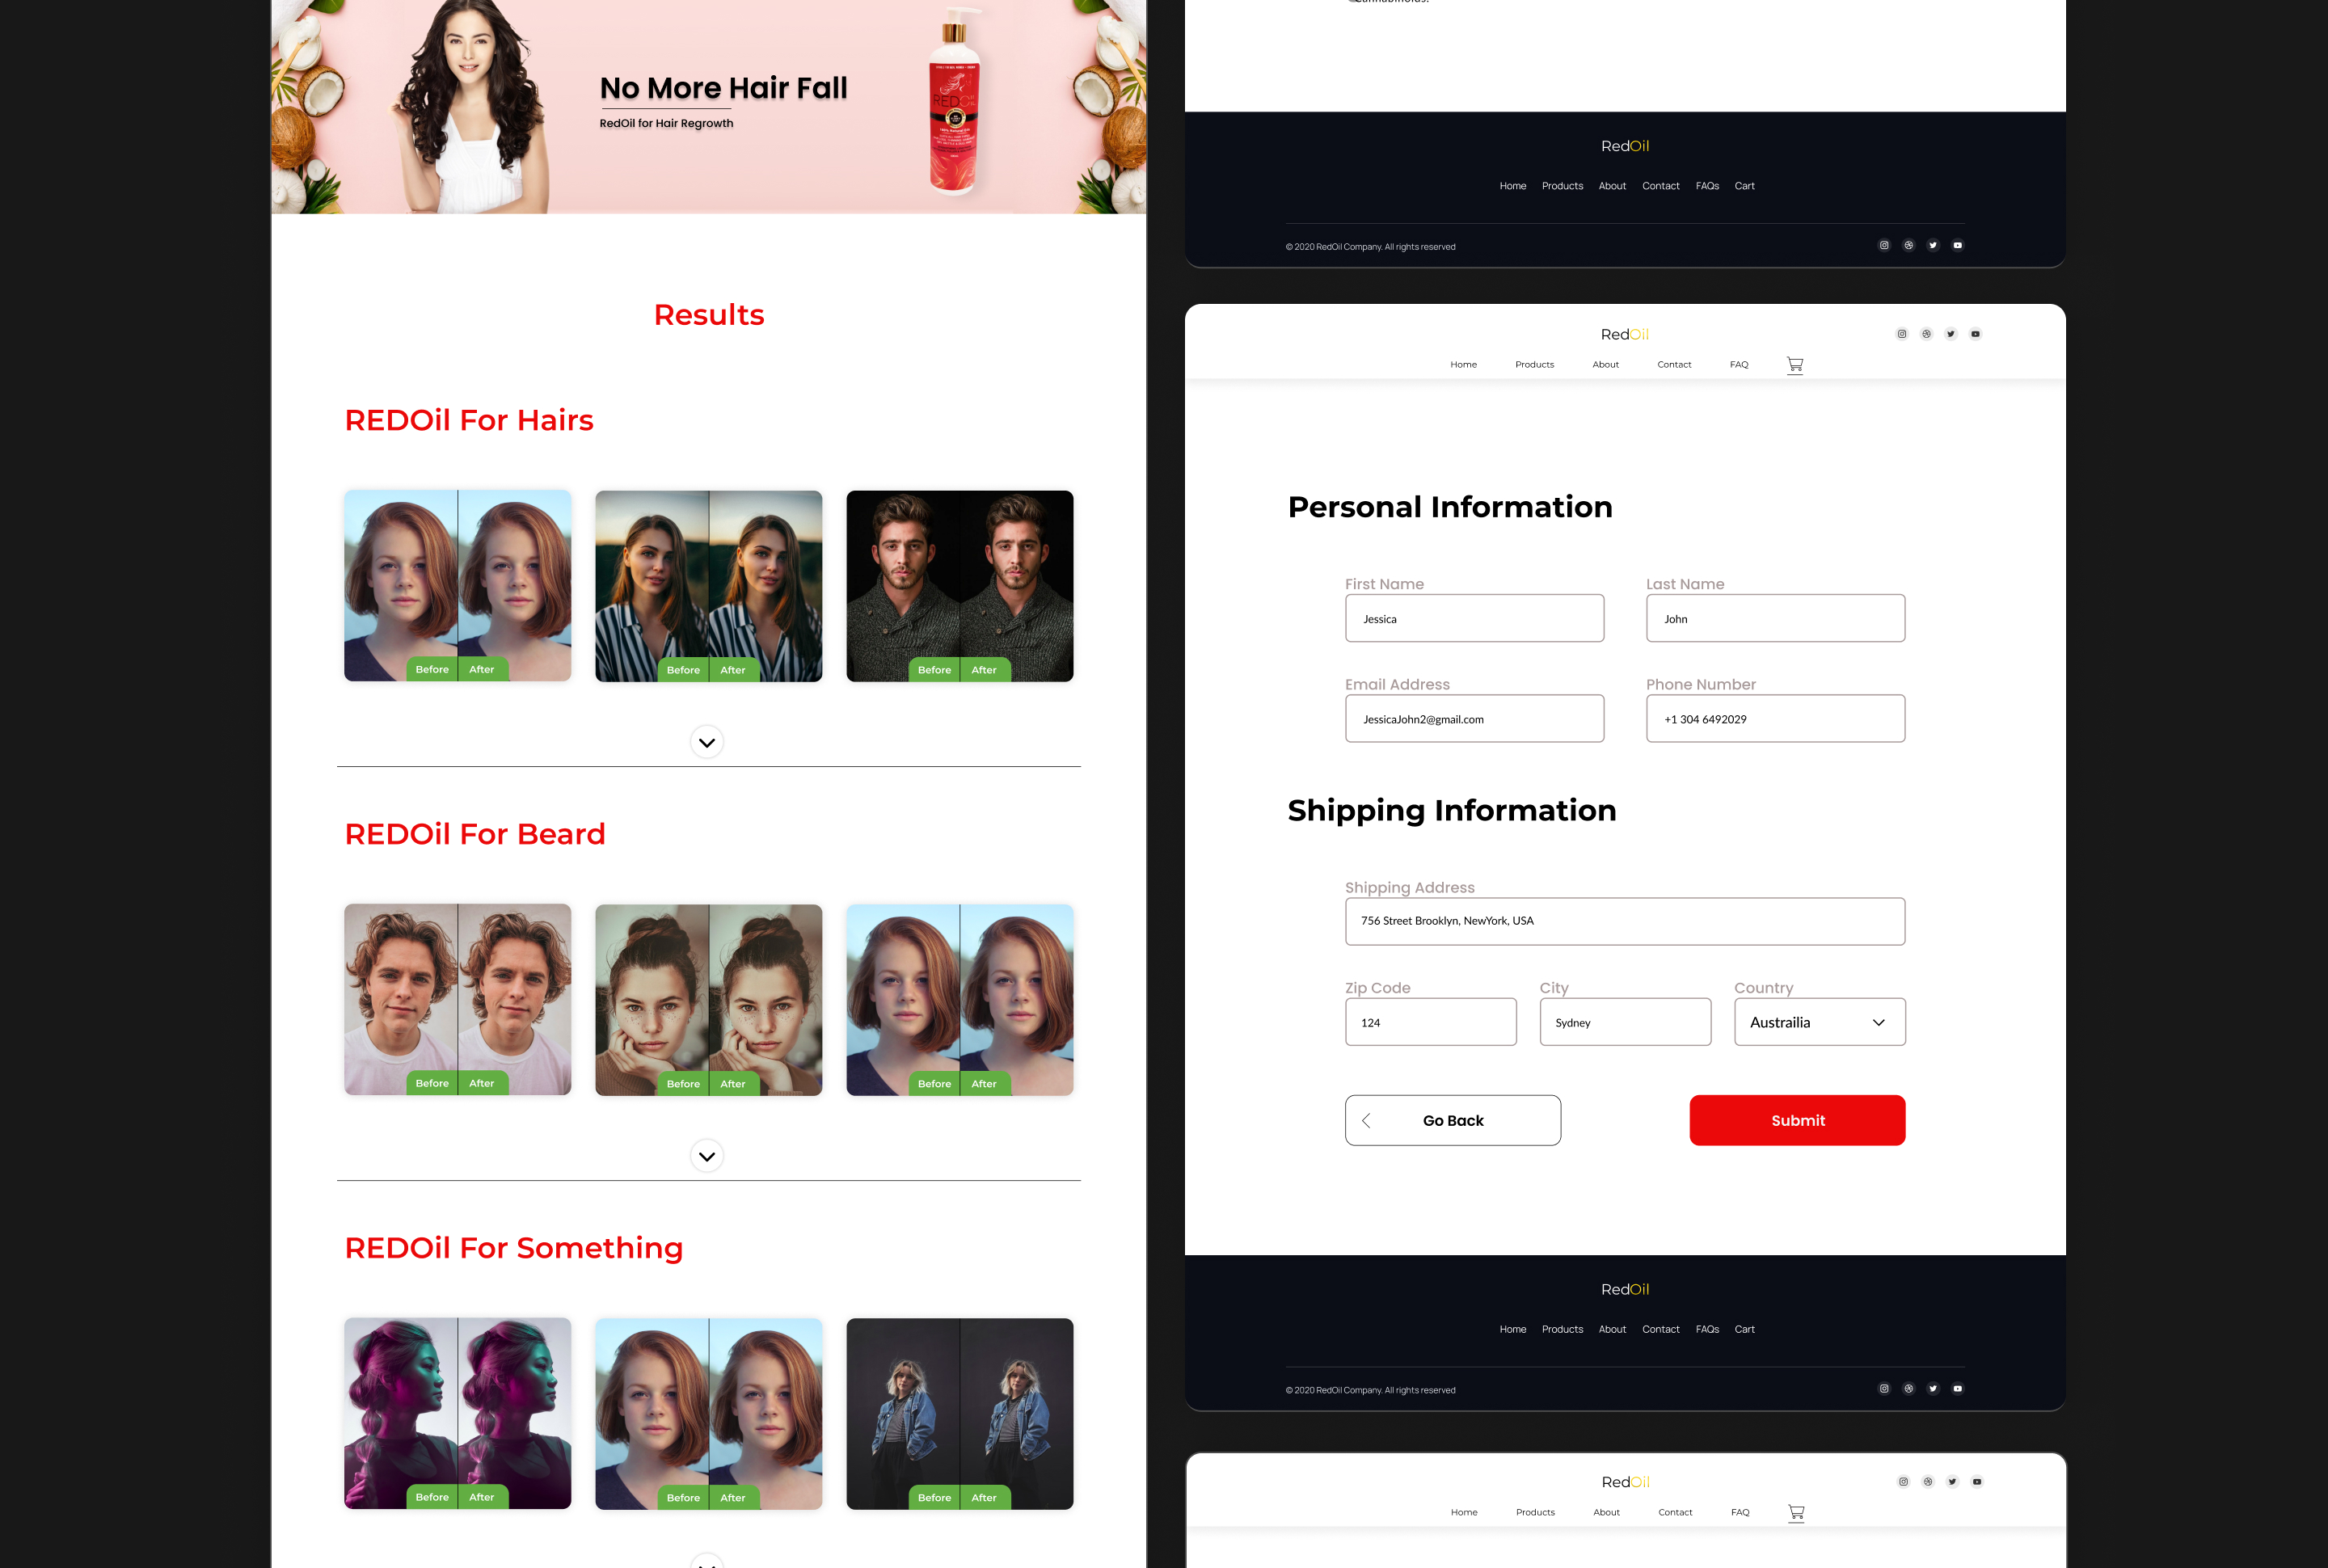 No More Hair Fall
RedOil for Hair Regrowth
Results
REDOil For Hairs
Before After
Before After
Before After
REDOil For Beard
Before After
Before After
Before After
REDOil For Something
Before After
Before After
Before After
RedOil
Home Products About Contact FAQs Cart
© 2020 RedOil Company. All rights reserved
RedOil
Home Products About Contact FAQ
Personal Information
First Name Last Name
Jessica John
Email Address Phone Number
JessicaJohn2@gmail.com +1 304 6492029
Shipping Information
Shipping Address
756 Street Brooklyn, NewYork, USA
Zip Code City Country
124 Sydney Austrailia
Go Back Submit
RedOil
Home Products About Contact FAQs Cart
© 2020 RedOil Company. All rights reserved
RedOil
Home Products About Contact FAQ